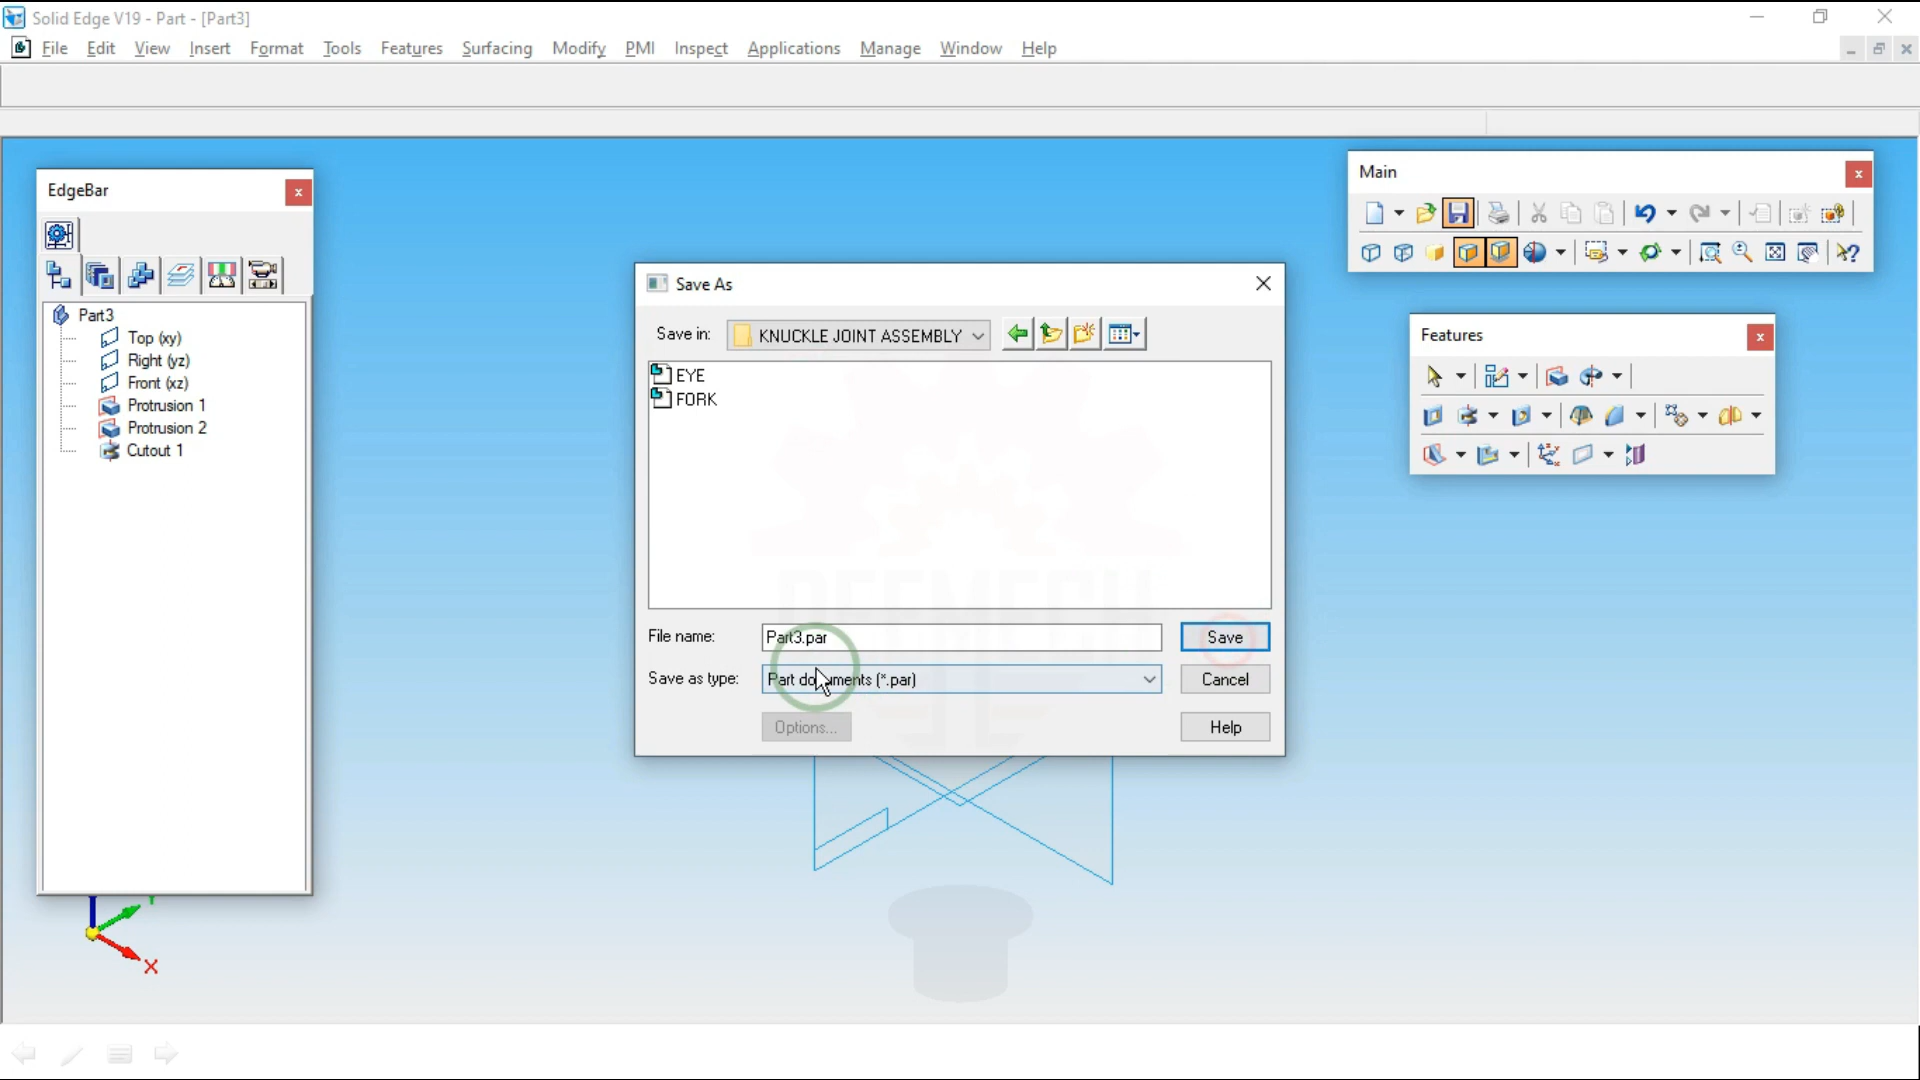 Solid Edge V19 - Part - [Part3]
File Edit View Insert Format Tools Features Surfacing Modify PMI Inspect Applications Manage Window Help
EdgeBar
Part3
Top (xy)
Right (yz)
Front (xz)
Protrusion 1
Protrusion 2
Cutout 1
Save As
Save in: KNUCKLE JOINT ASSEMBLY
EYE
FORK
File name: Part3.par Save
Save as type: Part documents (*.par) Cancel
Options... Help
Main
Features
X